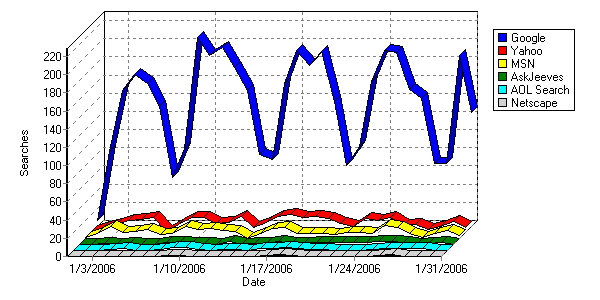 220
200
180
160
140
120
100
80
60
40
20
0
Searches
1/3/2006 1/10/2006 1/17/2006 1/24/2006 1/31/2006
Date
Google
Yahoo
MSN
AskJeeves
AOL Search
Netscape